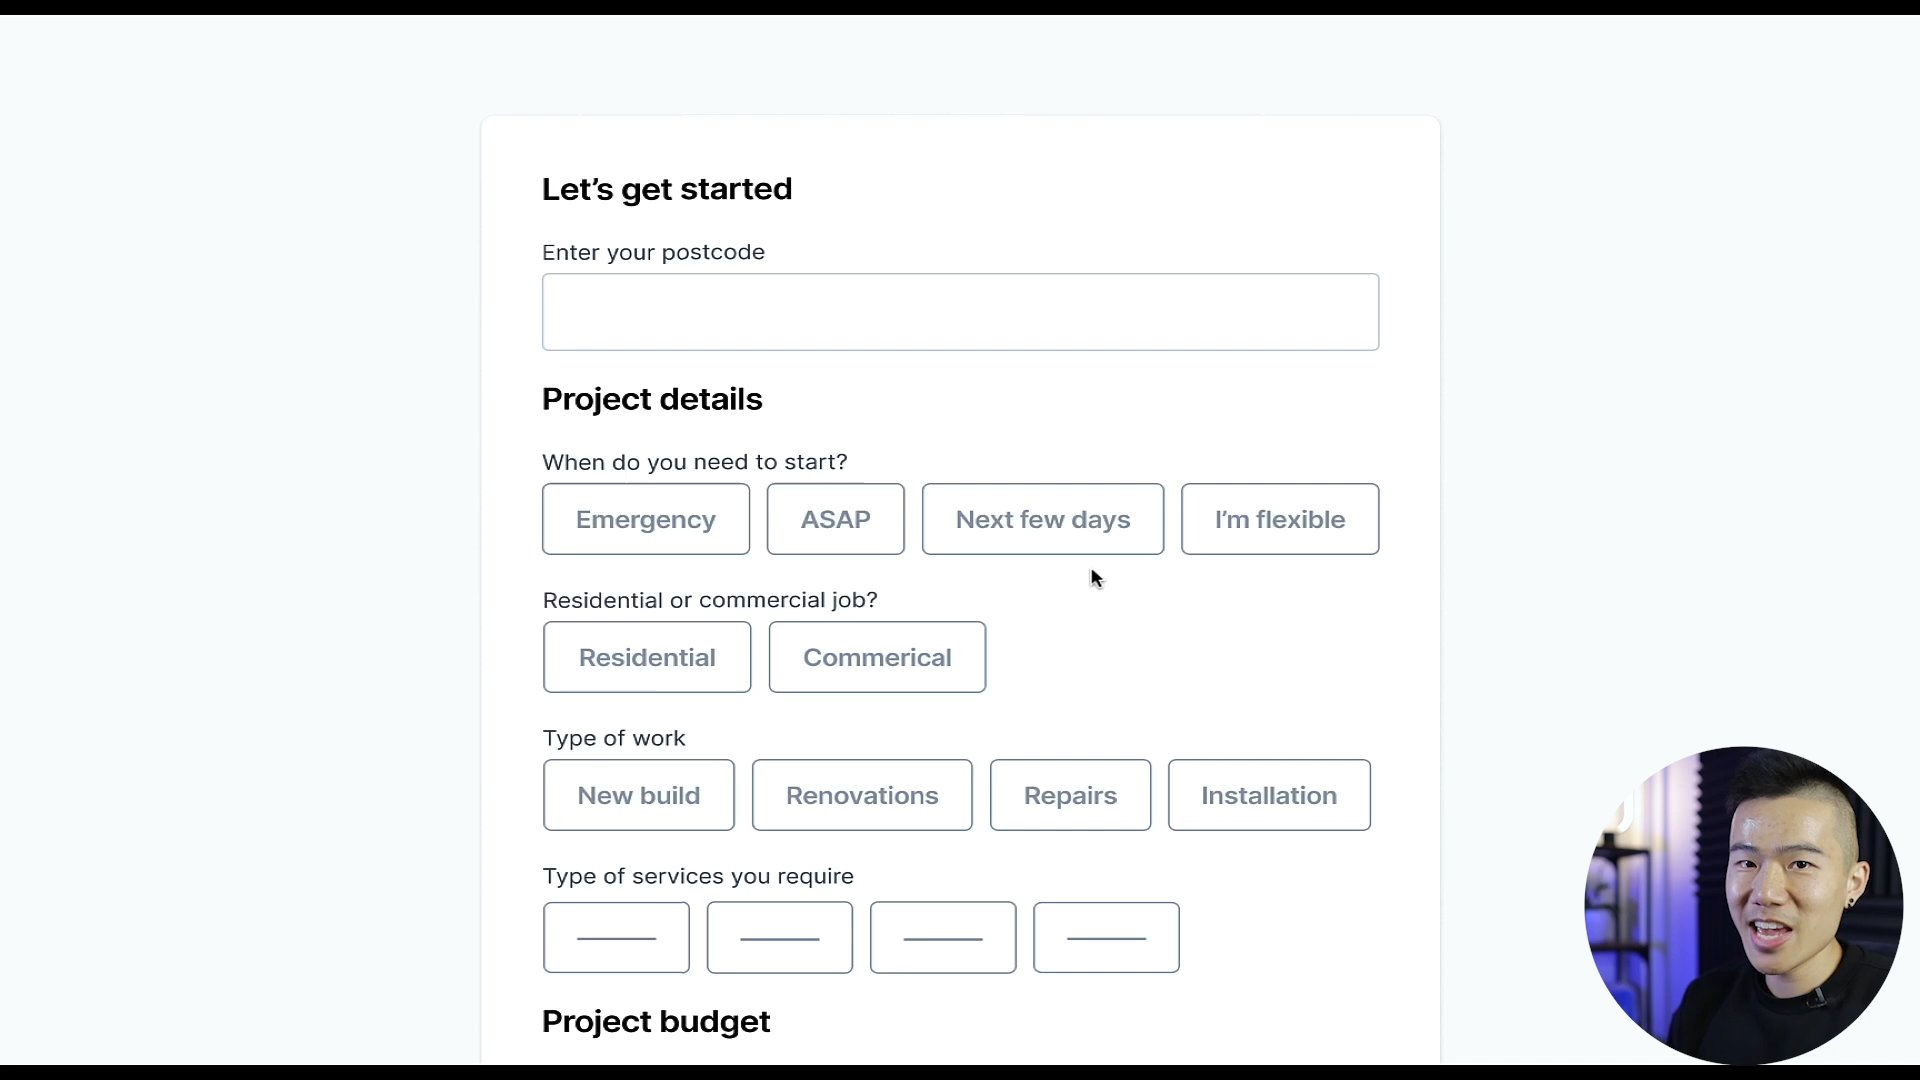 Let’s get started
Enter your postcode
Project details
When do you need to start?
Emergency ASAP Next few days I’m flexible
Residential or commercial job?
Residential Commerical
Type of work
New build Renovations Repairs Installation
Type of services you require
Project budget